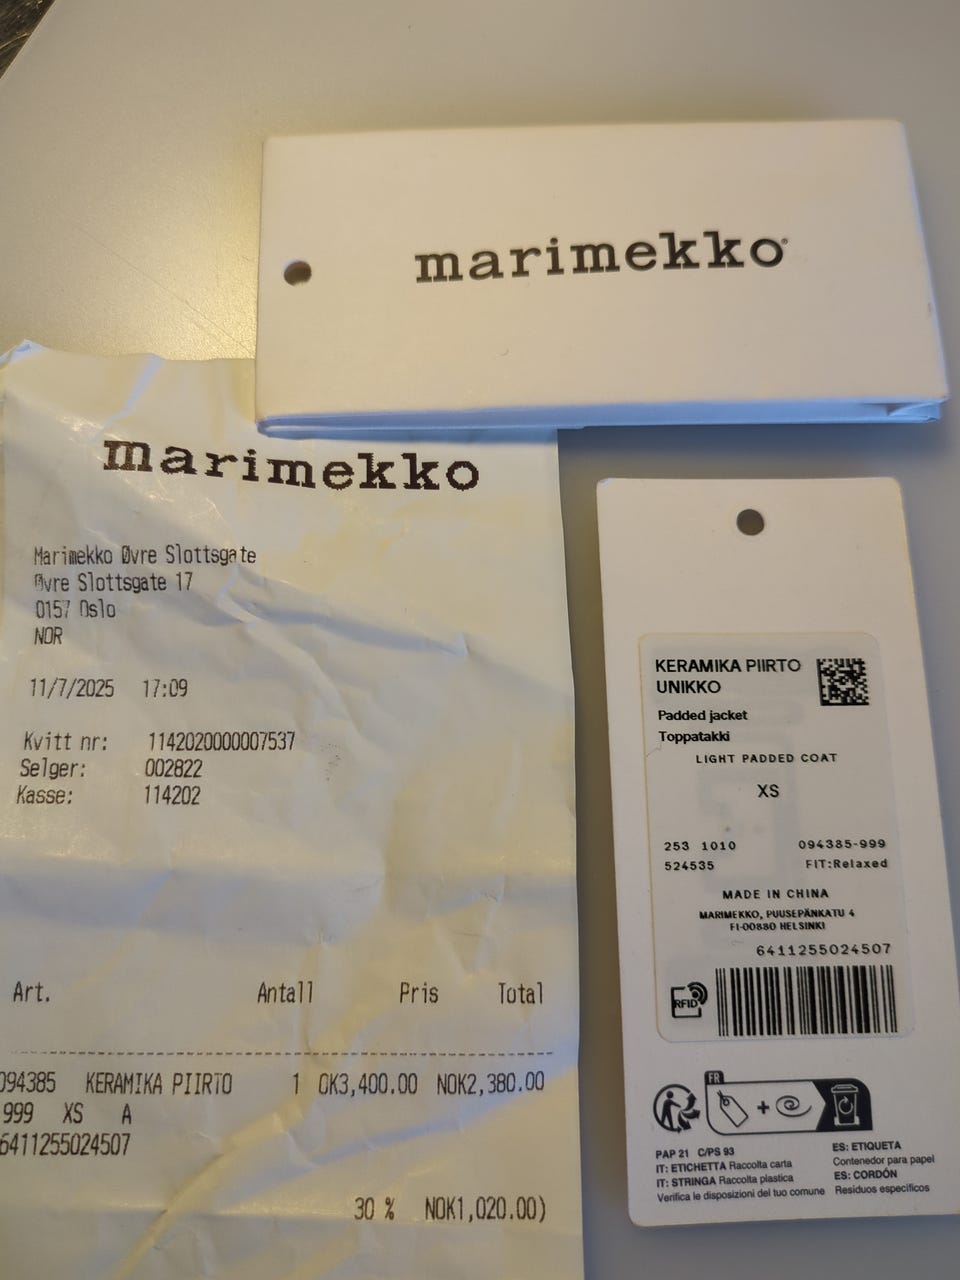 marimekko®
marimekko
Marimekko Øvre Slottsgate
Øvre Slottsgate 17
0157 Oslo
NOR
11/7/2025 17:09
Kvitt nr: 1142020000007537
Selger: 002822
Kasse: 114202
Art. Antall Pris Total
094385 KERAMIKA PIIRTO 1 OK3,400.00 NOK2,380.00
999 XS A
6411255024507
30 % NOK1,020.00)
KERAMIKA PIIRTO
UNIKKO
Padded jacket
Toppatakki
LIGHT PADDED COAT
XS
253 1010 094385-999
524535 FIT:Relaxed
MADE IN CHINA
MARIMEKKO, PUUSEPÄNKATU 4
FI-00880 HELSINKI
6411255024507
RFID
FR
+
PAP 21 C/PS 93
IT: ETICHETTA Raccolta carta
IT: STRINGA Raccolta plastica
Verifica le disposizioni del tuo comune
ES: ETIQUETA
Contenedor para papel
ES: CORDÓN
Residuos específicos